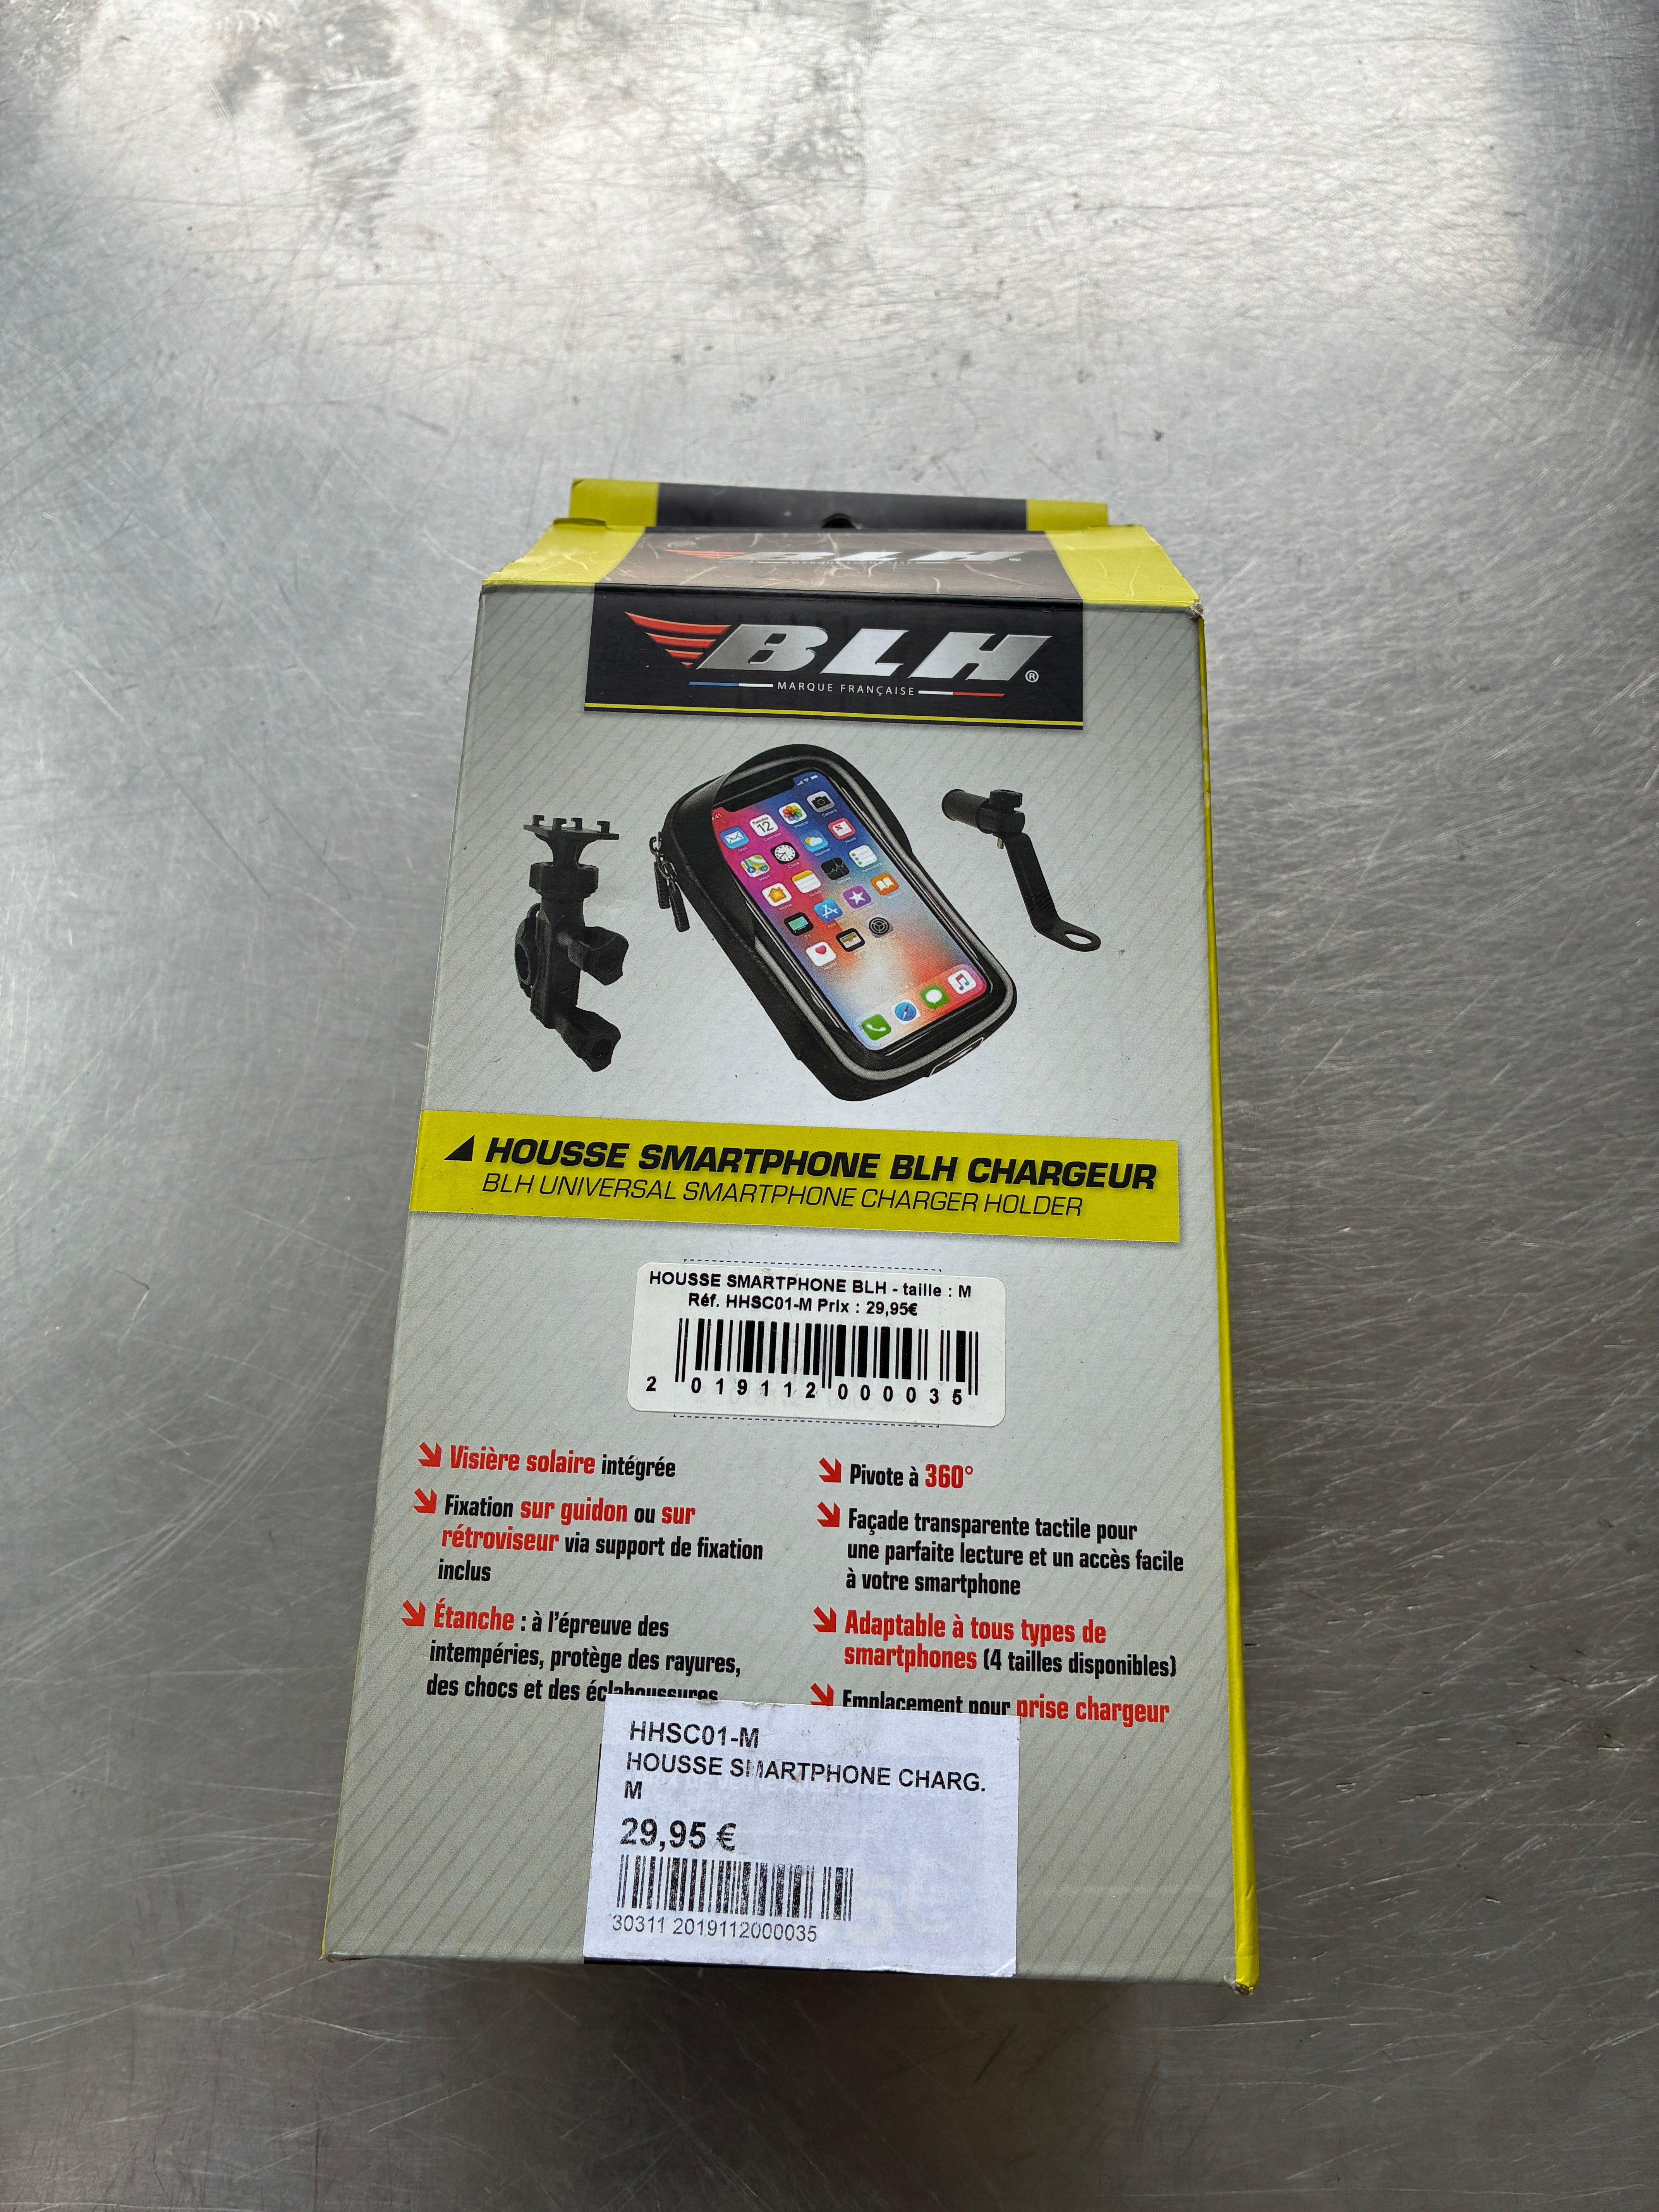 BLH
BLH®
MARQUE FRANÇAISE
HOUSSE SMARTPHONE BLH CHARGEUR
BLH UNIVERSAL SMARTPHONE CHARGER HOLDER
HOUSSE SMARTPHONE BLH - taille : M
Réf. HHSC01-M Prix : 29,95€
2 019112 000035
Visière solaire intégrée
Fixation sur guidon ou sur
rétroviseur via support de fixation
inclus
Étanche : à l'épreuve des
intempéries, protège des rayures,
des chocs et des éclaboussures
Pivote à 360°
Façade transparente tactile pour
une parfaite lecture et un accès facile
à votre smartphone
Adaptable à tous types de
smartphones (4 tailles disponibles)
Emplacement pour prise chargeur
HHSC01-M
HOUSSE SMARTPHONE CHARG.
M
29,95 €
30311 2019112000035